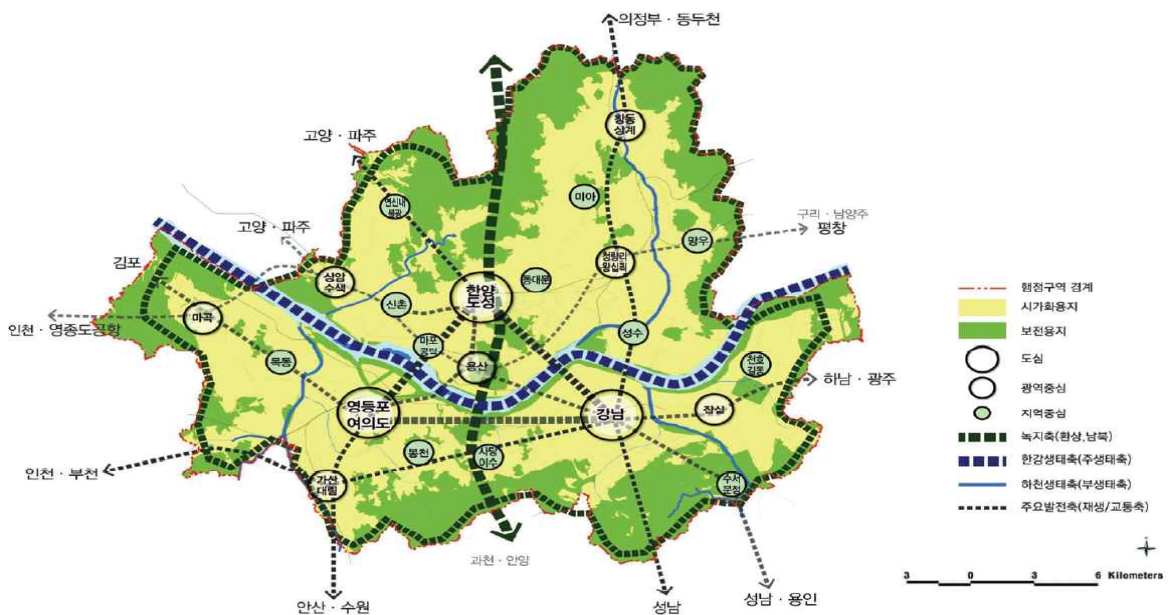 의정부 · 동두천
고양 · 파주
창동
상계
연신내
불광
미아
구리 · 남양주
평창
망우
청량리
왕십리
고양 · 파주
김포
상암
수색
한양
도성
동대문
신촌
마곡
인천 · 영종도공항
마포
공덕
성수
용산
목동
천호
길동
하남 · 광주
영등포
여의도
강남
잠실
봉천
사당
이수
인천 · 부천
가산
대림
수서
문정
과천 · 안양
안산 · 수원
성남
성남 · 용인
행정구역 경계
시가화용지
보전용지
도심
광역중심
지역중심
녹지축(환상,남북)
한강생태축(주생태축)
하천생태축(부생태축)
주요발전축(재생/교통축)
3 0 3 6 Kilometers